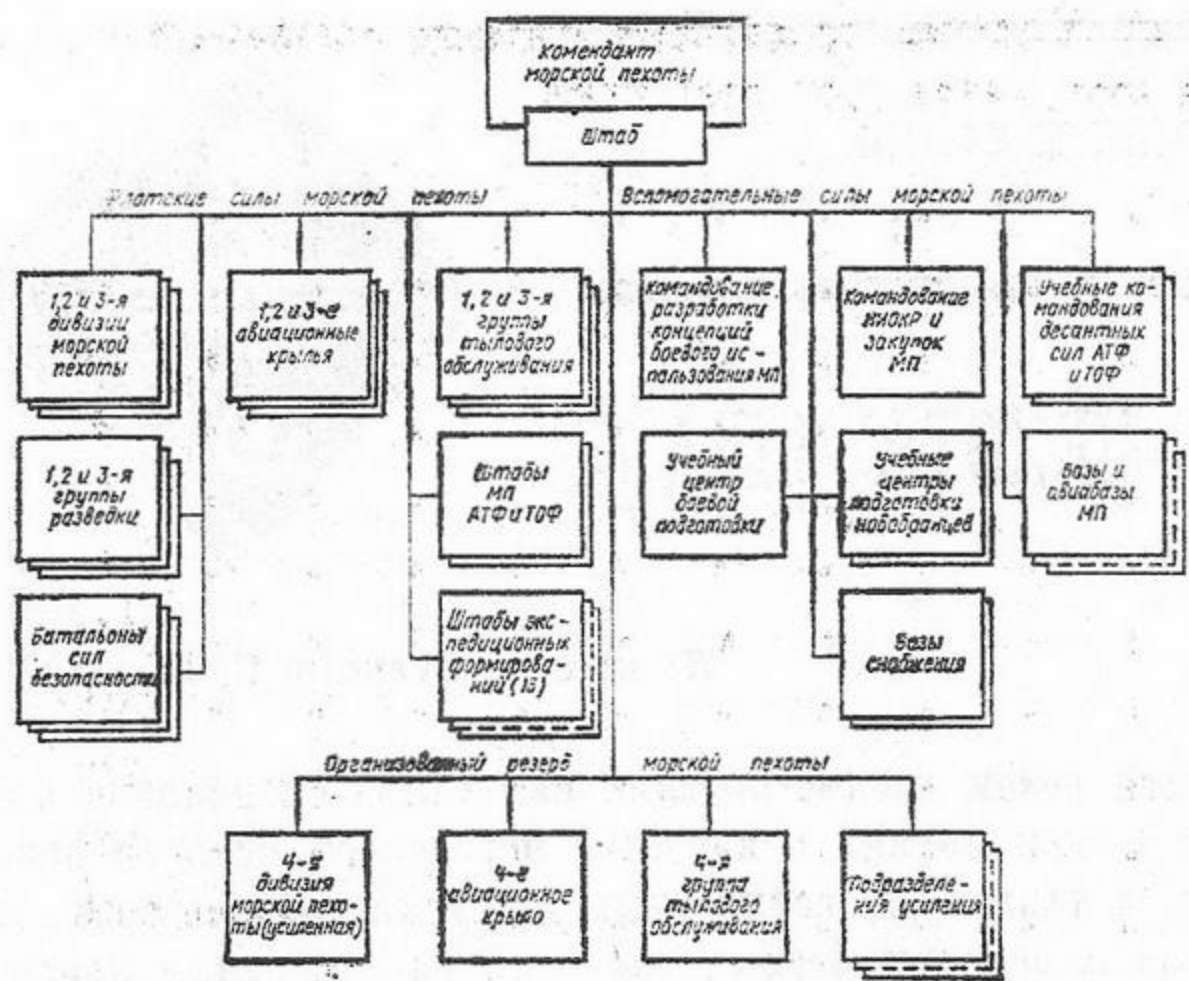 Комендант
морской пехоты
Штаб
Флотские силы морской пехоты
Вспомогательные силы морской пехоты
1,2 и 3-я
дивизии
морской
пехоты
1,2 и 3-е
авиационные
крылья
1,2 и 3-я
группы
тылового
обслуживания
Командование
разработки
концепций
боевого ис-
пользования МП
Командование
НИОКР и
закупок
МП
Учебные ко-
мандования
десантных
сил АТФ
и ТОФ
1,2 и 3-я
группы
разведки
Штабы
МП
АТФ и ТОФ
Учебный
центр
боевой
подготовки
Учебные
центры
подготовки
новобранцев
Базы и
авиабазы
МП
Батальоны
сил
безопасности
Штабы экс-
педиционных
формирова-
ний (15)
Базы
снабжения
Организованный резерв морской пехоты
4-я
дивизия
морской пехо-
ты (усиленная)
4-е
авиационное
крыло
4-я
группа
тылового
обслуживания
Подразделе-
ния усиления